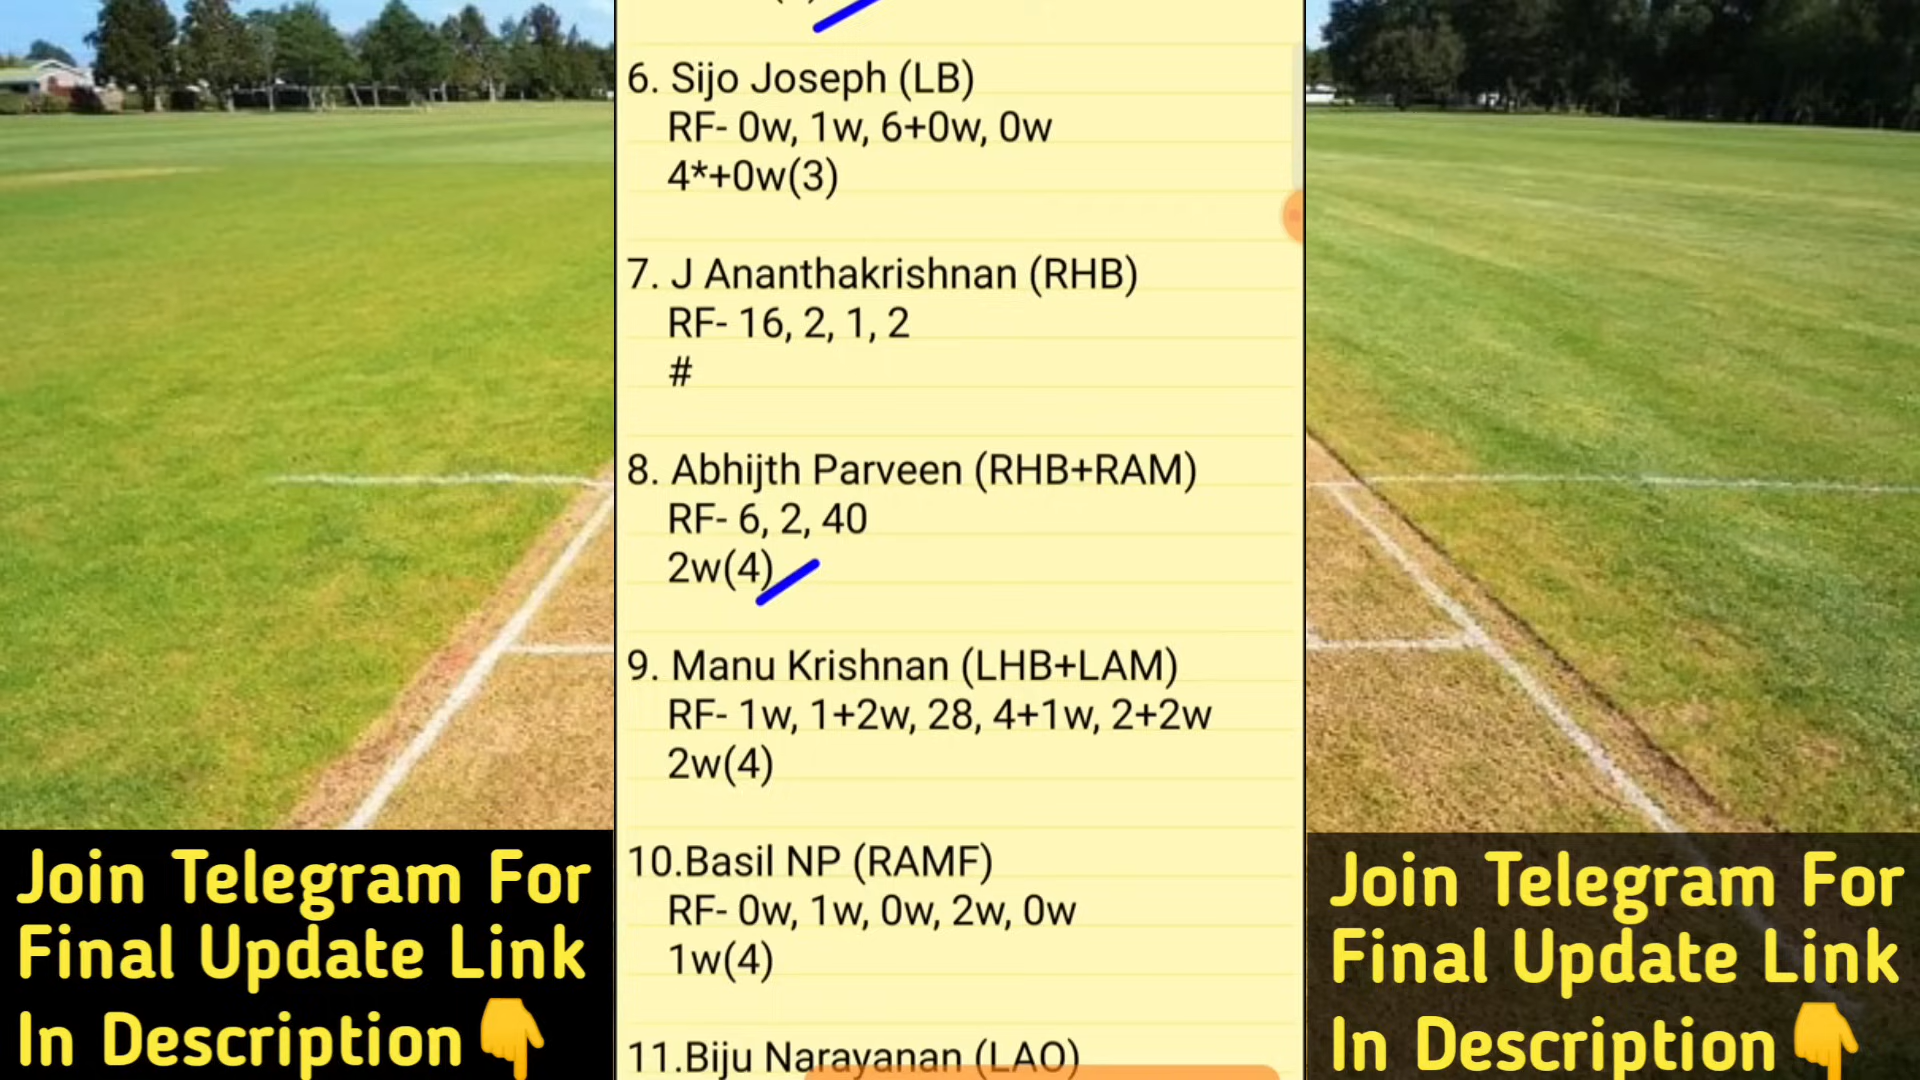 6. Sijo Joseph (LB)
RF- 0w, 1w, 6+0w, 0w
4*+0w(3)
7. J Ananthakrishnan (RHB)
RF- 16, 2, 1, 2
#
8. Abhijth Parveen (RHB+RAM)
RF- 6, 2, 40
2w(4)
9. Manu Krishnan (LHB+LAM)
RF- 1w, 1+2w, 28, 4+1w, 2+2w
2w(4)
10.Basil NP (RAMF)
RF- 0w, 1w, 0w, 2w, 0w
1w(4)
11.Biju Narayanan (LAO)
Join Telegram For
Final Update Link
In Description👇
Join Telegram For
Final Update Link
In Description👇